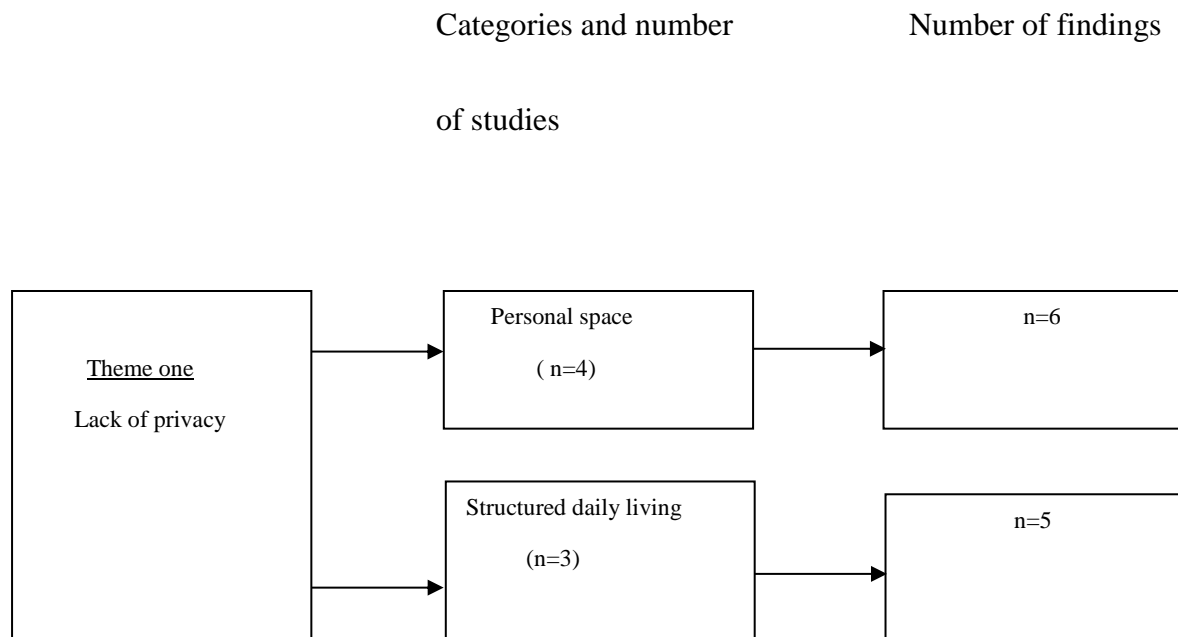 Categories and number
of studies
Number of findings
Theme one
Lack of privacy
Personal space
( n=4)
n=6
Structured daily living
(n=3)
n=5